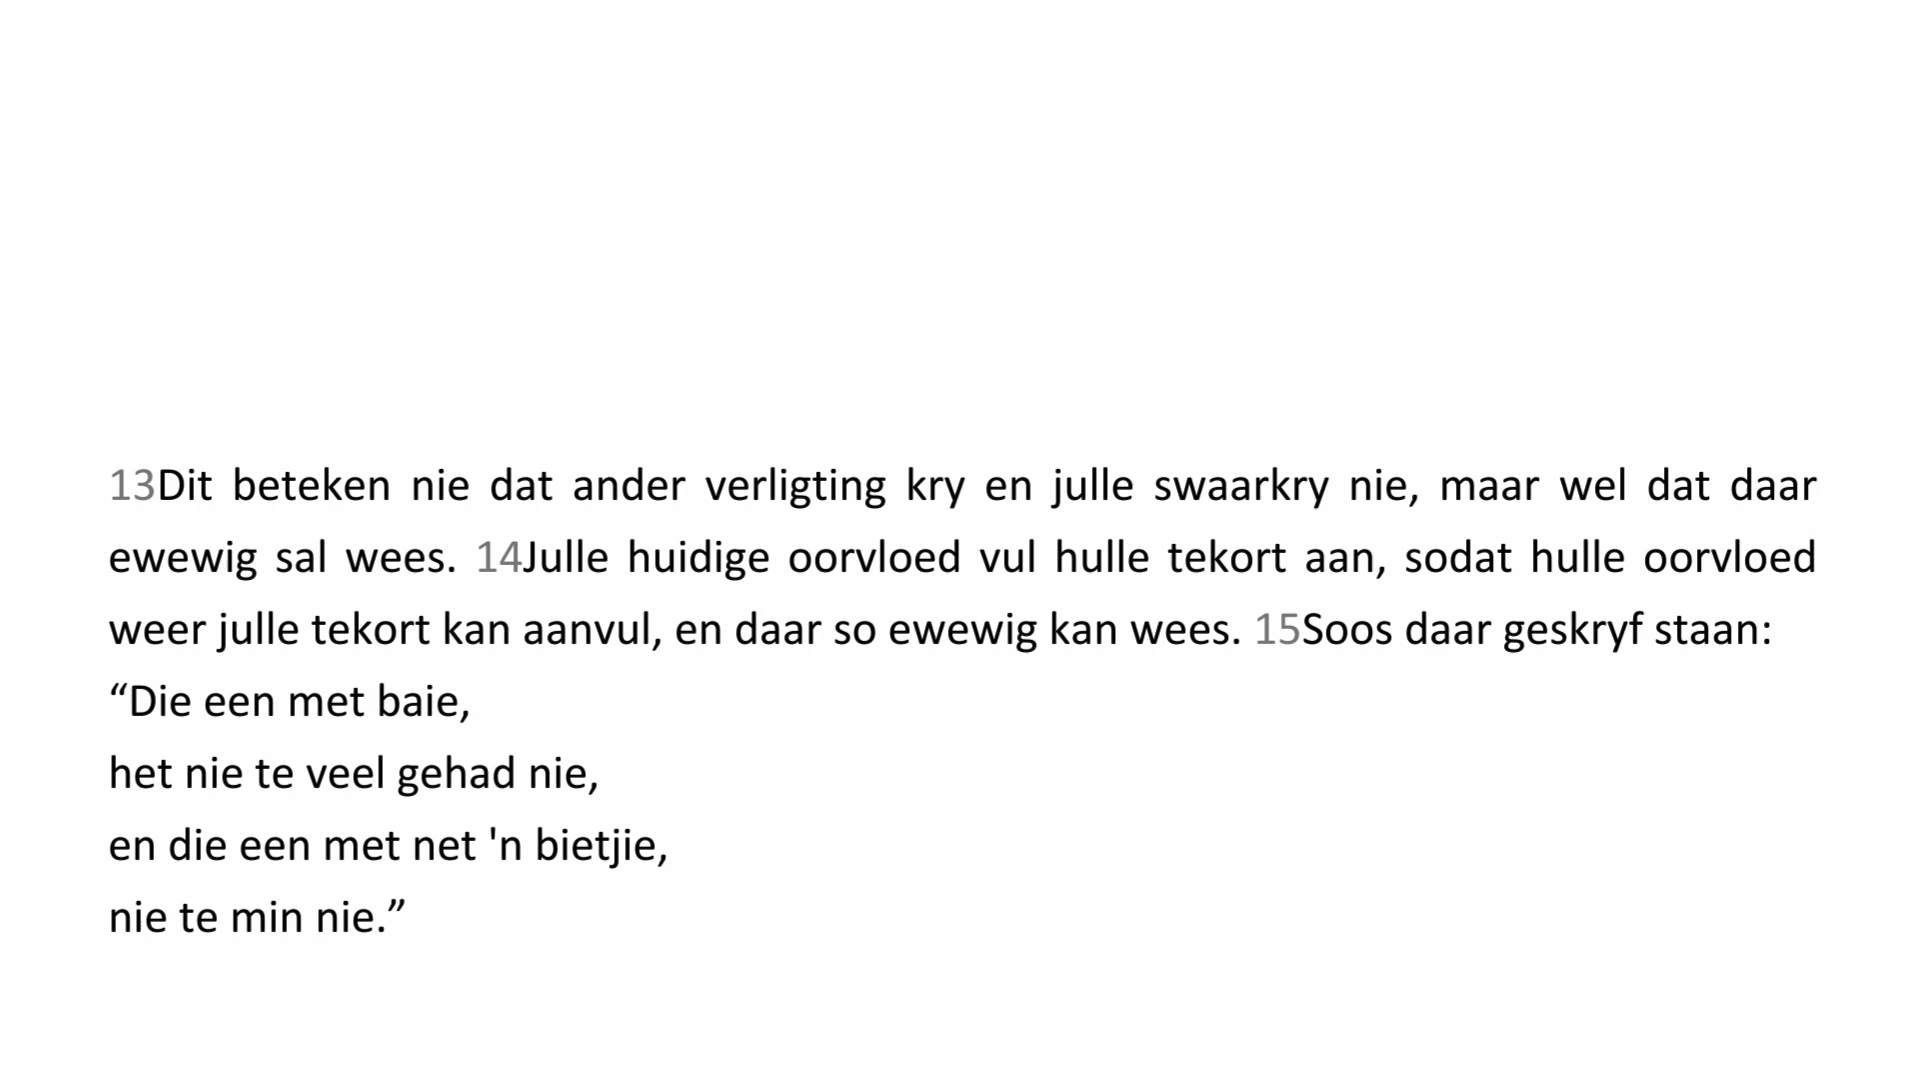 13Dit beteken nie dat ander verligting kry en julle swaarkry nie, maar wel dat daar
ewewig sal wees. 14Julle huidige oorvloed vul hulle tekort aan, sodat hulle oorvloed
weer julle tekort kan aanvul, en daar so ewewig kan wees. 15Soos daar geskryf staan:
“Die een met baie,
het nie te veel gehad nie,
en die een met net 'n bietjie,
nie te min nie.”